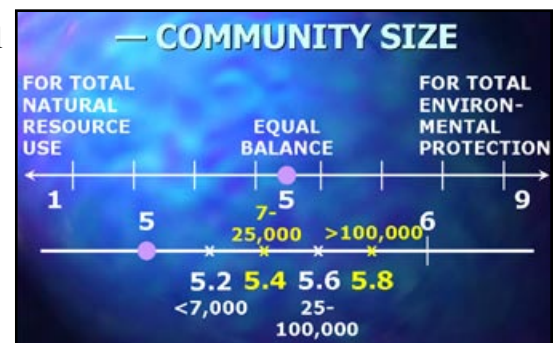 — COMMUNITY SIZE
FOR TOTAL
NATURAL
RESOURCE
USE
EQUAL
BALANCE
FOR TOTAL
ENVIRON-
MENTAL
PROTECTION
1
5
9
5
7-
25,000
>100,000
6
5.2 5.4 5.6 5.8
<7,000
25-
100,000